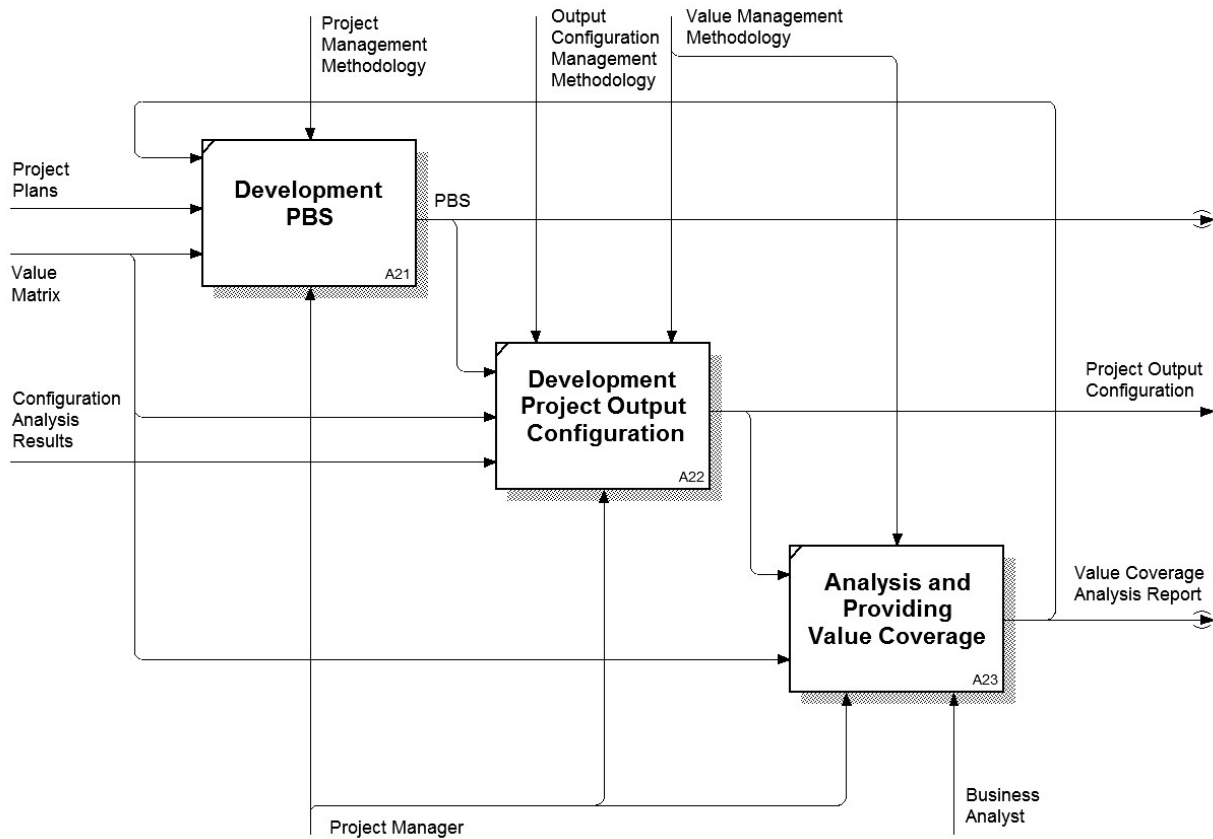 Project
Management
Methodology
Output
Configuration
Management
Methodology
Value Management
Methodology
Project
Plans
Development
PBS
A21
PBS
Value
Matrix
Configuration
Analysis
Results
Development
Project Output
Configuration
A22
Project Output
Configuration
Analysis and
Providing
Value Coverage
A23
Value Coverage
Analysis Report
Project Manager
Business
Analyst